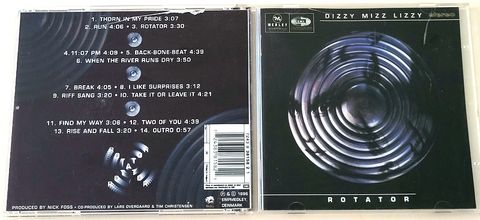 1. THORN IN MY PRIDE 3:07
2. RUN 4:06 • 3. ROTATOR 3:30
4. 11:07 PM 4:09 • 5. BACK-BONE-BEAT 4:39
6. WHEN THE RIVER RUNS DRY 3:50
7. BREAK 4:05 • 8. I LIKE SURPRISES 3:12
9. RIFF SANG 3:20 • 10. TAKE IT OR LEAVE IT 4:21
11. FIND MY WAY 3:06 • 12. TWO OF YOU 4:39
13. RISE AND FALL 3:20 • 14. OUTRO 0:57
℗ © 1996
EMI-MEDLEY,
DENMARK
PRODUCED BY NICK FOSS • CO-PRODUCED BY LARS OVERGAARD & TIM CHRISTENSEN
MEDLEY
EMI
DIZZY MIZZ LIZZY
stereo
ROTATOR